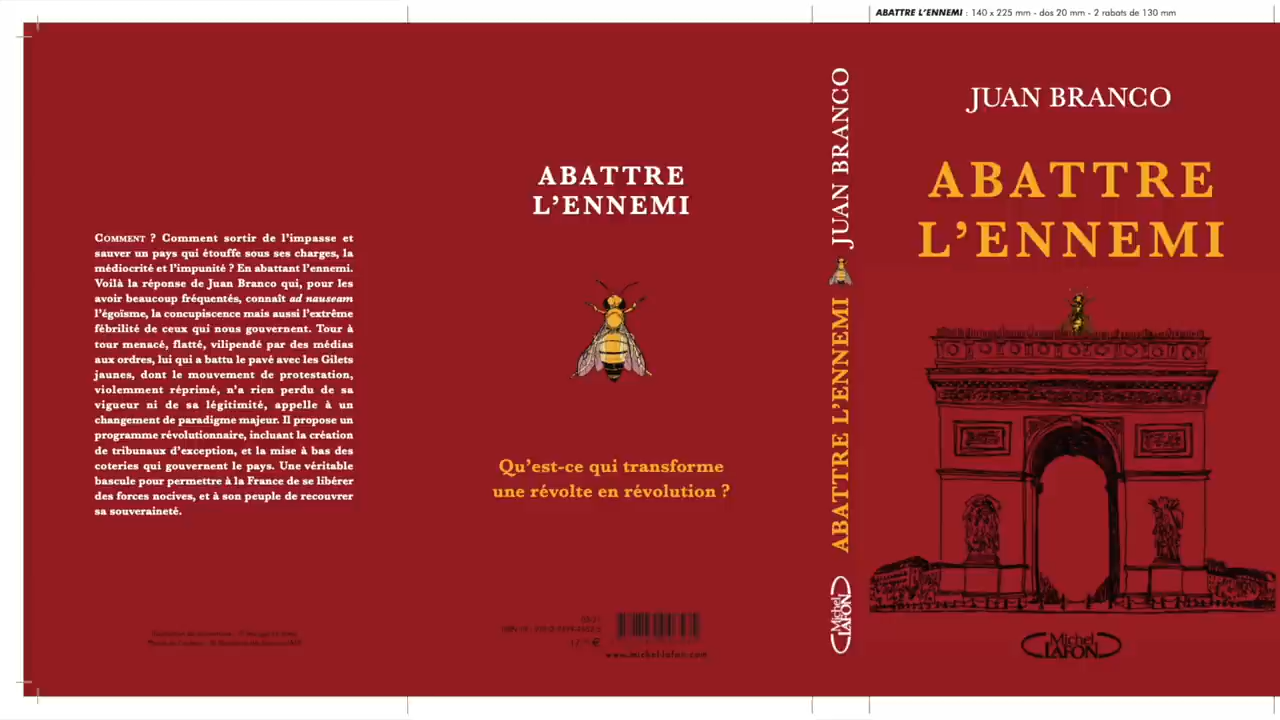 ABATTRE L'ENNEMI : 140 x 225 mm - dos 20 mm - 2 rabats de 130 mm
COMMENT ? Comment sortir de l'impasse et
sauver un pays qui étouffe sous ses charges, la
médiocrité et l'impunité ? En abattant l'ennemi.
Voilà la réponse de Juan Branco qui, pour les
avoir beaucoup fréquentés, connaît ad nauseam
l'égoïsme, la concupiscence mais aussi l'extrême
fébrilité de ceux qui nous gouvernent. Tour à
tour menacé, flatté, vilipendé par des médias
aux ordres, lui qui a battu le pavé avec les Gilets
jaunes, dont le mouvement de protestation,
violemment réprimé, n'a rien perdu de sa
vigueur ni de sa légitimité, appelle à un
changement de paradigme majeur. Il propose un
programme révolutionnaire, incluant la création
de tribunaux d'exception, et la mise à bas des
coteries qui gouvernent le pays. Une véritable
bascule pour permettre à la France de se libérer
des forces nocives, et à son peuple de recouvrer
sa souveraineté.
ABATTRE
L'ENNEMI
Qu'est-ce qui transforme
une révolte en révolution ?
www.michel-lafon.com
JUAN BRANCO
ABATTRE L'ENNEMI
Michel
LAFON
JUAN BRANCO
ABATTRE
L'ENNEMI
Michel
LAFON